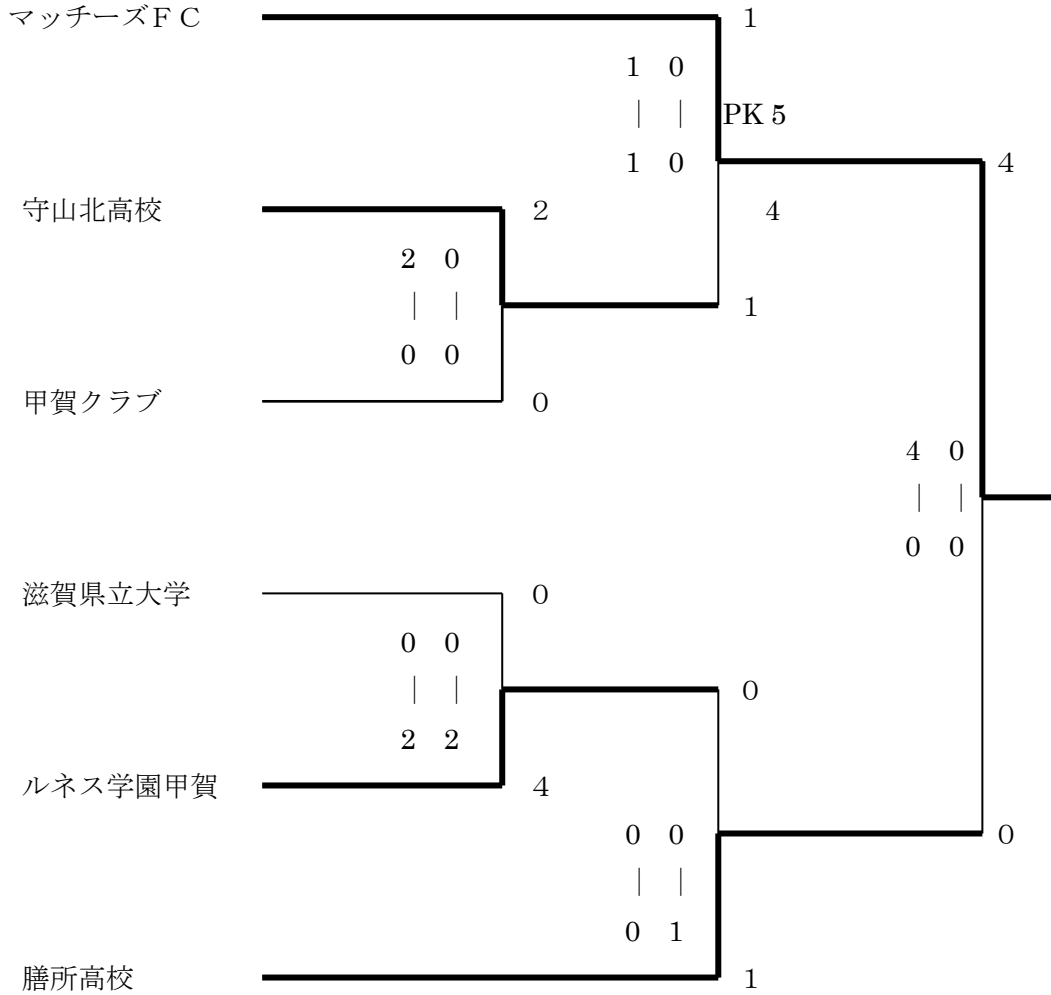 マッチーズＦＣ 1
1 0
| | PK 5
1 0 4
守山北高校 2 4
2 0
| | 1
0 0
甲賀クラブ 0
4 0
| |
0 0
滋賀県立大学 0
0 0
| | 0
2 2
ルネス学園甲賀 4
0 0 0
| |
0 1
膳所高校 1